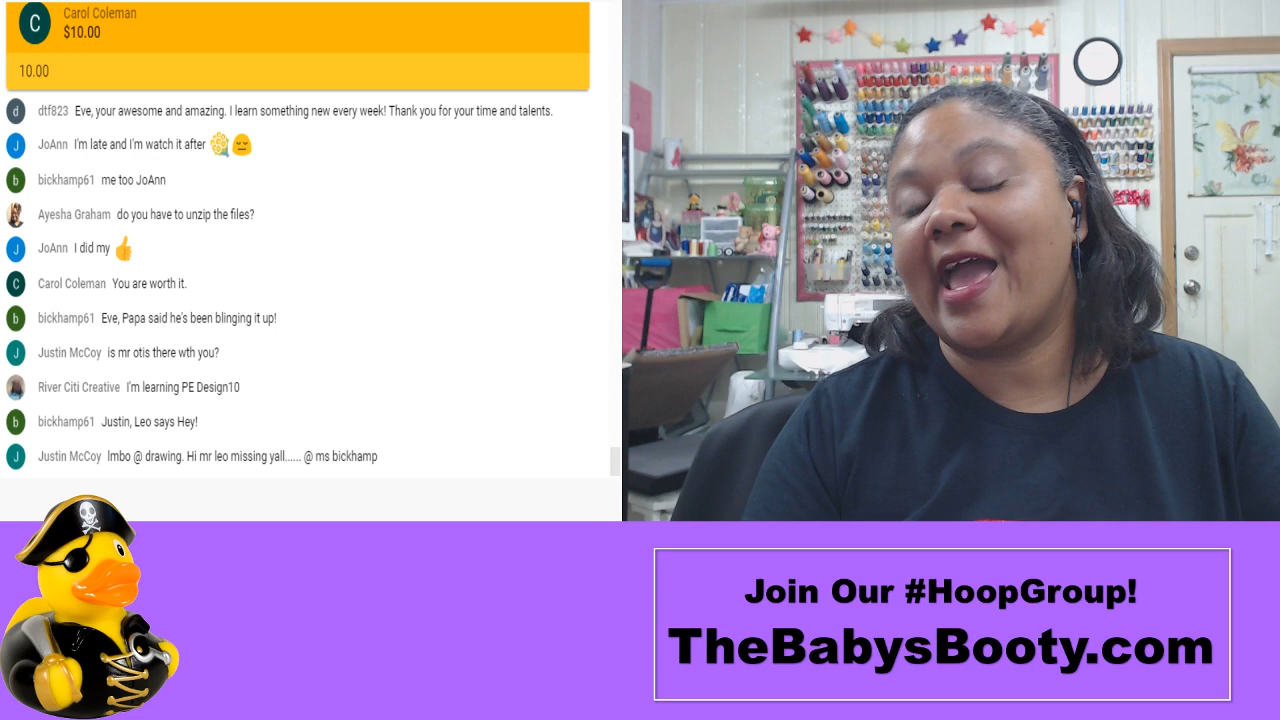 C
Carol Coleman
$10.00
10.00
d dtf823 Eve, your awesome and amazing. I learn something new every week! Thank you for your time and talents.
J JoAnn I'm late and I'm watch it after
b bickhamp61 me too JoAnn
Ayesha Graham do you have to unzip the files?
J JoAnn I did my
C Carol Coleman You are worth it.
b bickhamp61 Eve, Papa said he's been blinging it up!
J Justin McCoy is mr otis there wth you?
River Citi Creative I'm learning PE Design10
b bickhamp61 Justin, Leo says Hey!
J Justin McCoy lmbo @ drawing. Hi mr leo missing yall...... @ ms bickhamp
Join Our #HoopGroup!
TheBabysBooty.com